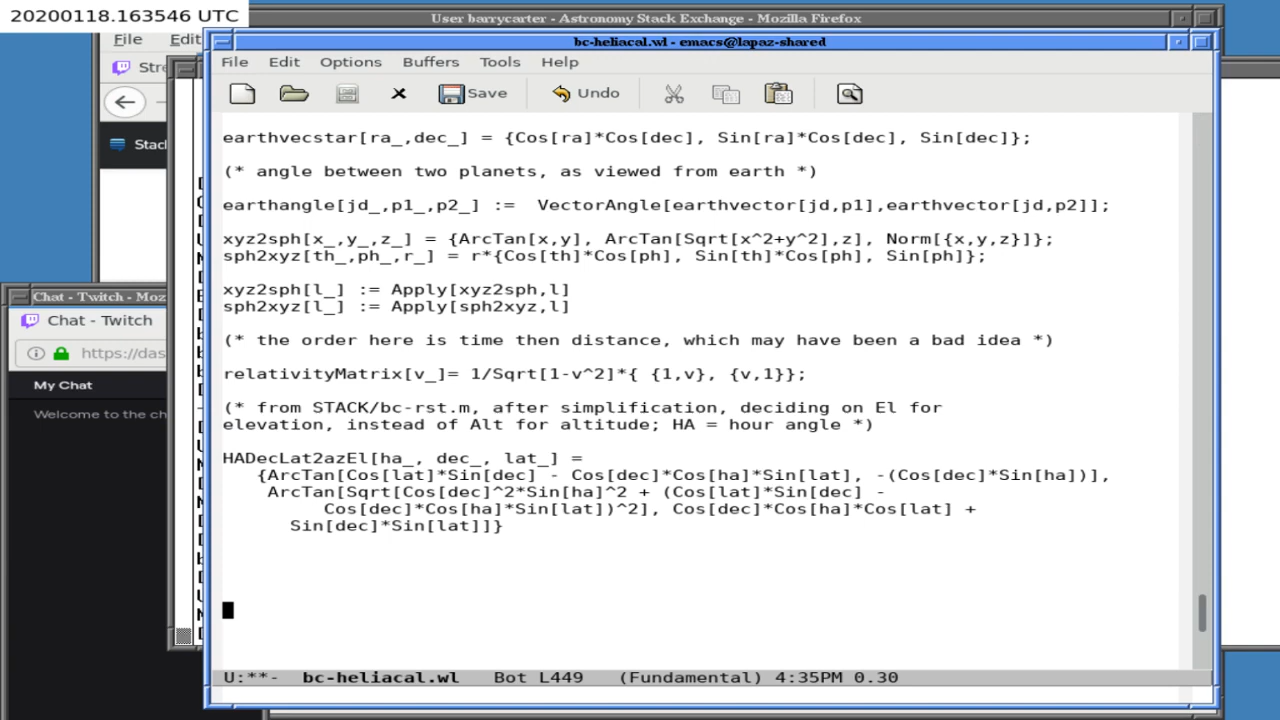 20200118.163546 UTC
User barrycarter - Astronomy Stack Exchange - Mozilla Firefox
File Edit
Stre
Stac
bc-heliacal.wl - emacs@lapaz-shared
File Edit Options Buffers Tools Help
Save Undo
earthvecstar[ra_,dec_] = {Cos[ra]*Cos[dec], Sin[ra]*Cos[dec], Sin[dec]};
(* angle between two planets, as viewed from earth *)
earthangle[jd_,p1_,p2_] :=  VectorAngle[earthvector[jd,p1],earthvector[jd,p2]];
xyz2sph[x_,y_,z_] = {ArcTan[x,y], ArcTan[Sqrt[x^2+y^2],z], Norm[{x,y,z}]};
sph2xyz[th_,ph_,r_] = r*{Cos[th]*Cos[ph], Sin[th]*Cos[ph], Sin[ph]};
xyz2sph[l_] := Apply[xyz2sph,l]
sph2xyz[l_] := Apply[sph2xyz,l]
(* the order here is time then distance, which may have been a bad idea *)
relativityMatrix[v_]= 1/Sqrt[1-v^2]*{ {1,v}, {v,1}};
(* from STACK/bc-rst.m, after simplification, deciding on El for
elevation, instead of Alt for altitude; HA = hour angle *)
HADecLat2azEl[ha_, dec_, lat_] =
{ArcTan[Cos[lat]*Sin[dec] - Cos[dec]*Cos[ha]*Sin[lat], -(Cos[dec]*Sin[ha])],
ArcTan[Sqrt[Cos[dec]^2*Sin[ha]^2 + (Cos[lat]*Sin[dec] -
Cos[dec]*Cos[ha]*Sin[lat])^2], Cos[dec]*Cos[ha]*Cos[lat] +
Sin[dec]*Sin[lat]]}
U:**-  bc-heliacal.wl   Bot L449   (Fundamental) 4:35PM 0.30
Chat - Twitch - Moz
Chat - Twitch
https://das
My Chat
Welcome to the ch